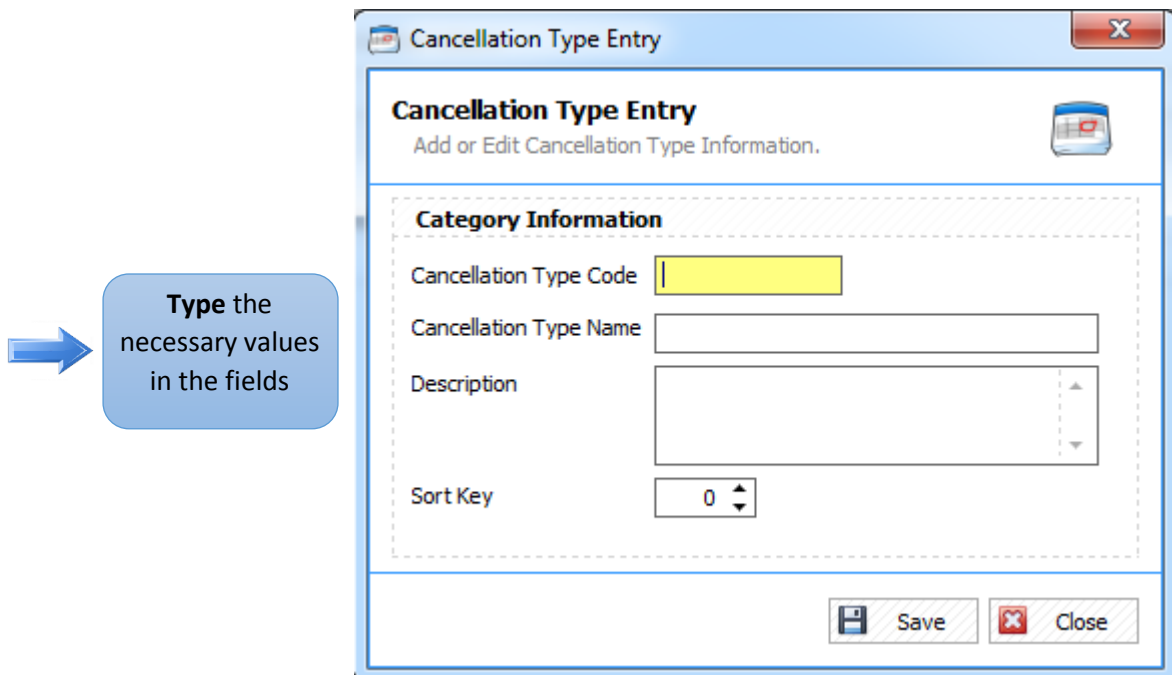 Cancellation Type Entry
Cancellation Type Entry
Add or Edit Cancellation Type Information.
Category Information
Cancellation Type Code
Type the
necessary values
in the fields
Cancellation Type Name
Description
Sort Key 0
Save Close